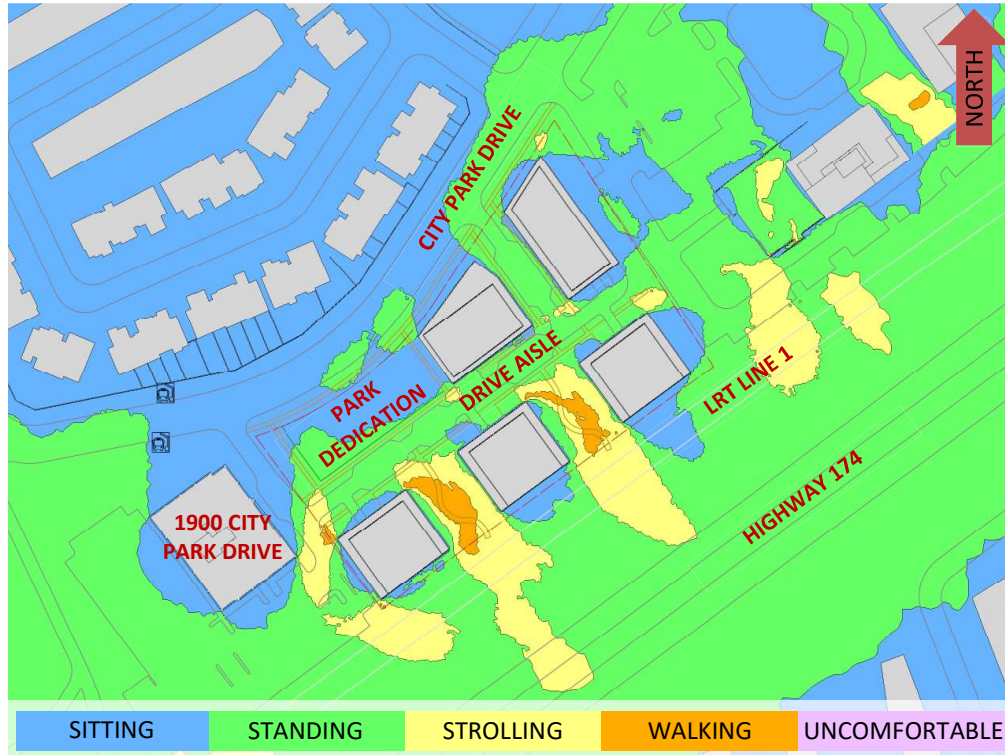 NORTH
CITY PARK DRIVE
DRIVE AISLE
PARK
DEDICATION
LRT LINE 1
HIGHWAY 174
1900 CITY
PARK DRIVE
SITTING
STANDING
STROLLING
WALKING
UNCOMFORTABLE